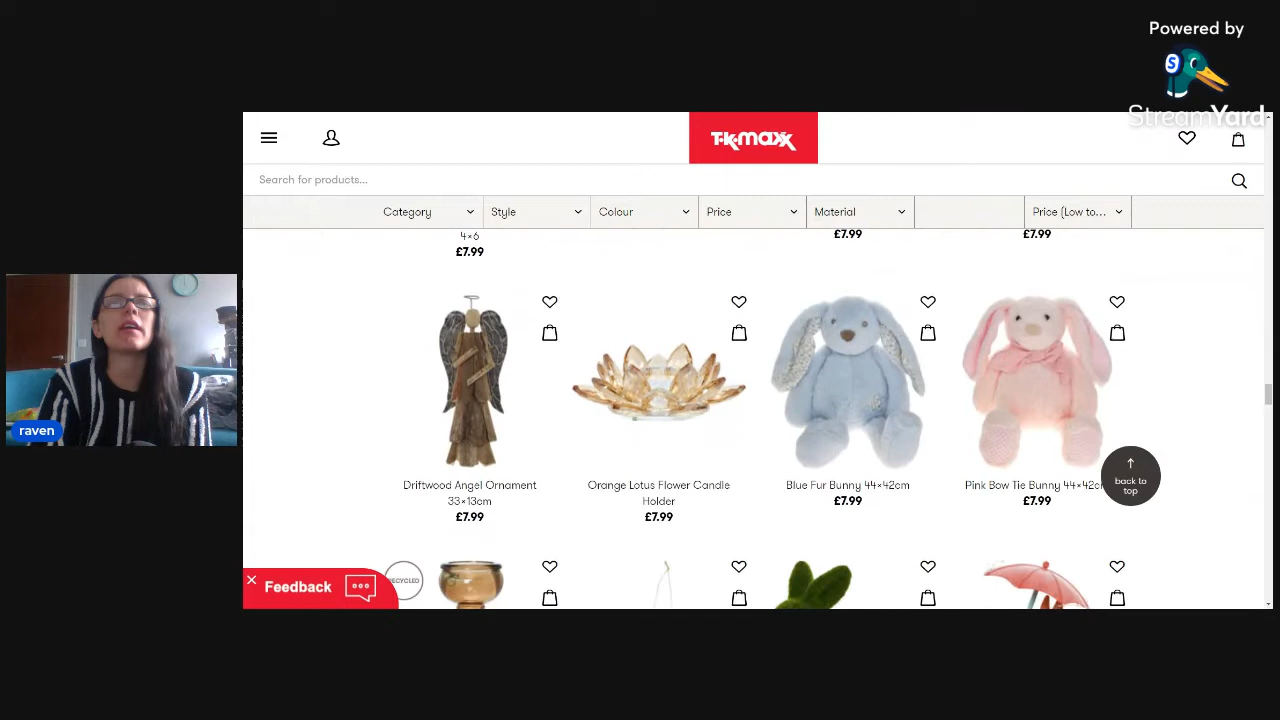 Powered by
S
StreamYard
TK maxx
Search for products...
Category
Style
Colour
Price
Material
Price (Low to...
4×6
£7.99
£7.99
£7.99
raven
Driftwood Angel Ornament
33×13cm
£7.99
Orange Lotus Flower Candle
Holder
£7.99
Blue Fur Bunny 44×42cm
£7.99
Pink Bow Tie Bunny 44×42cm
£7.99
back to
top
Feedback
RECYCLED